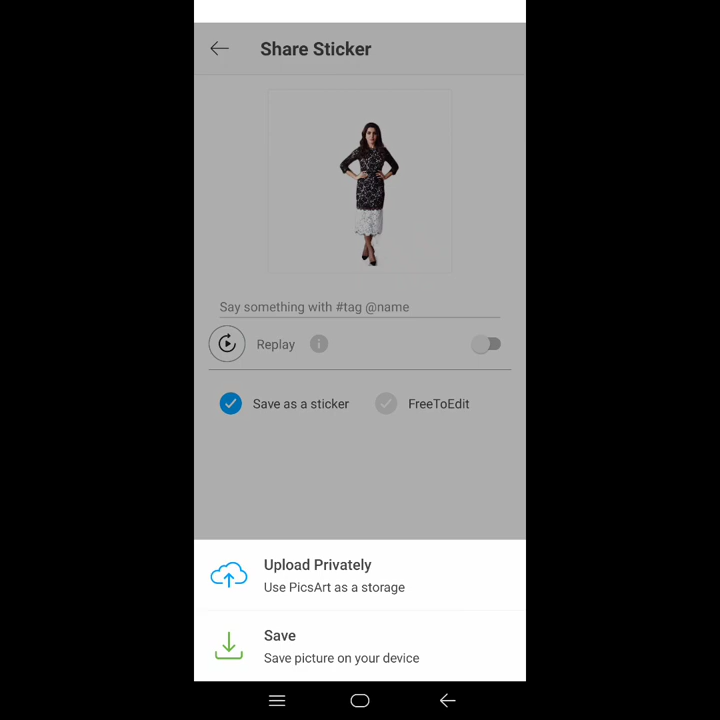 Share Sticker
Say something with #tag @name
Replay
Save as a sticker FreeToEdit
Upload Privately
Use PicsArt as a storage
Save
Save picture on your device